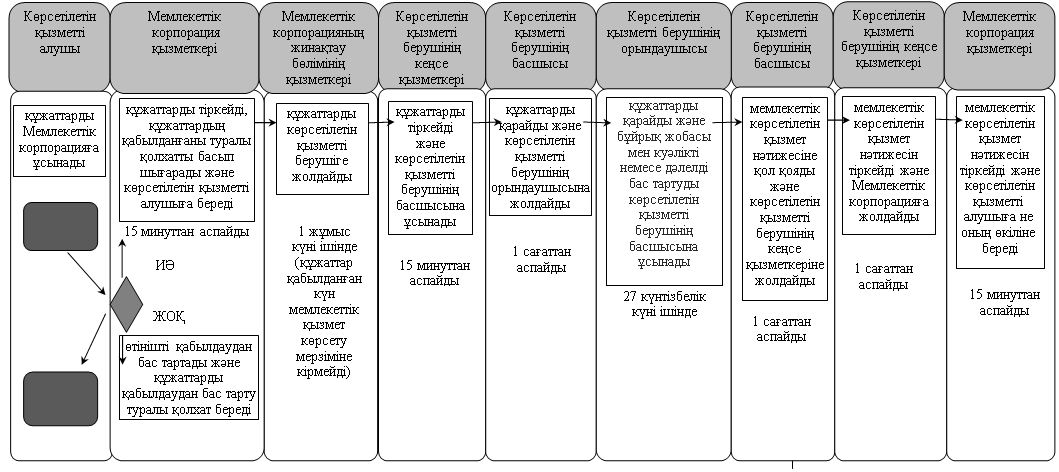 Көрсетілетін
қызметті
алушы
Мемлекеттік
корпорация
қызметкері
Мемлекеттік
корпорацияның
жинақтау
бөлімінің
қызметкері
Көрсетілетін
қызметті
берушінің
кеңсе
қызметкері
Көрсетілетін
қызметті
берушінің
басшысы
Көрсетілетін
қызметті берушінің
орындаушысы
Көрсетілетін
қызметті
берушінің
басшысы
Көрсетілетін
қызметті
берушінің кеңсе
қызметкері
Мемлекеттік
корпорация
қызметкері
құжаттарды
Мемлекеттік
корпорацияға
ұсынады
құжаттарды тіркейді,
құжаттардың
қабылданғаны туралы
қолхатты басып
шығарады және
көрсетілетін қызметті
алушыға береді
15 минуттан аспайды
ИӘ
ЖОҚ
өтінішті қабылдаудан
бас тартады және
құжаттарды
қабылдаудан бас тарту
туралы қолхат береді
құжаттарды
көрсетілетін
қызметті
берушіге
жолдайды
1 жұмыс
күні ішінде
(құжаттар
қабылданған
күн
мемлекеттік
қызмет
көрсету
мерзіміне
кірмейді)
құжаттарды
тіркейді
және
көрсетілетін
қызметті
берушінің
басшысына
ұсынады
15 минуттан
аспайды
құжаттарды
қарайды және
көрсетілетін
қызметті
берушінің
орындаушысына
жолдайды
1 сағаттан
аспайды
құжаттарды
қарайды және
бұйрық жобасы
мен куәлікті
немесе дәлелді
бас тартуды
көрсетілетін
қызметті
берушінің
басшысына
ұсынады
27 күнтізбелік
күні ішінде
мемлекеттік
көрсетілетін
қызмет
нәтижесіне
қол қояды
және
көрсетілетін
қызметті
берушінің
кеңсе
қызметкеріне
жолдайды
1 сағаттан
аспайды
мемлекеттік
көрсетілетін
қызмет
нәтижесін
тіркейді және
Мемлекеттік
корпорацияға
жолдайды
1 сағаттан
аспайды
мемлекеттік
көрсетілетін
қызмет
нәтижесін
тіркейді және
көрсетілетін
қызметті
алушыға не
оның өкіліне
береді
15 минуттан
аспайды